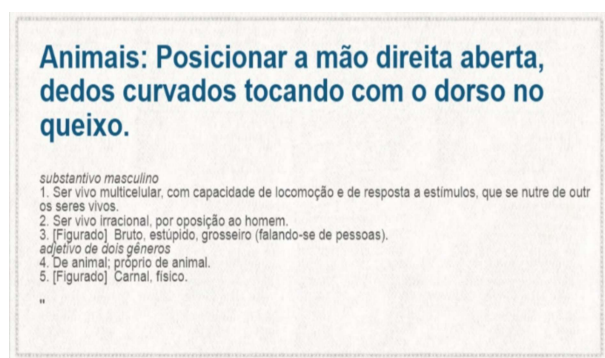 Animais: Posicionar a mão direita aberta,
dedos curvados tocando com o dorso no
queixo.
substantivo masculino
1. Ser vivo multicelular, com capacidade de locomoção e de resposta a estímulos, que se nutre de outr
os seres vivos.
2. Ser vivo irracional, por oposição ao homem.
3. [Figurado] Bruto, estúpido, grosseiro (falando-se de pessoas).
adjetivo de dois gêneros
4. De animal; próprio de animal.
5. [Figurado] Carnal, físico.
"